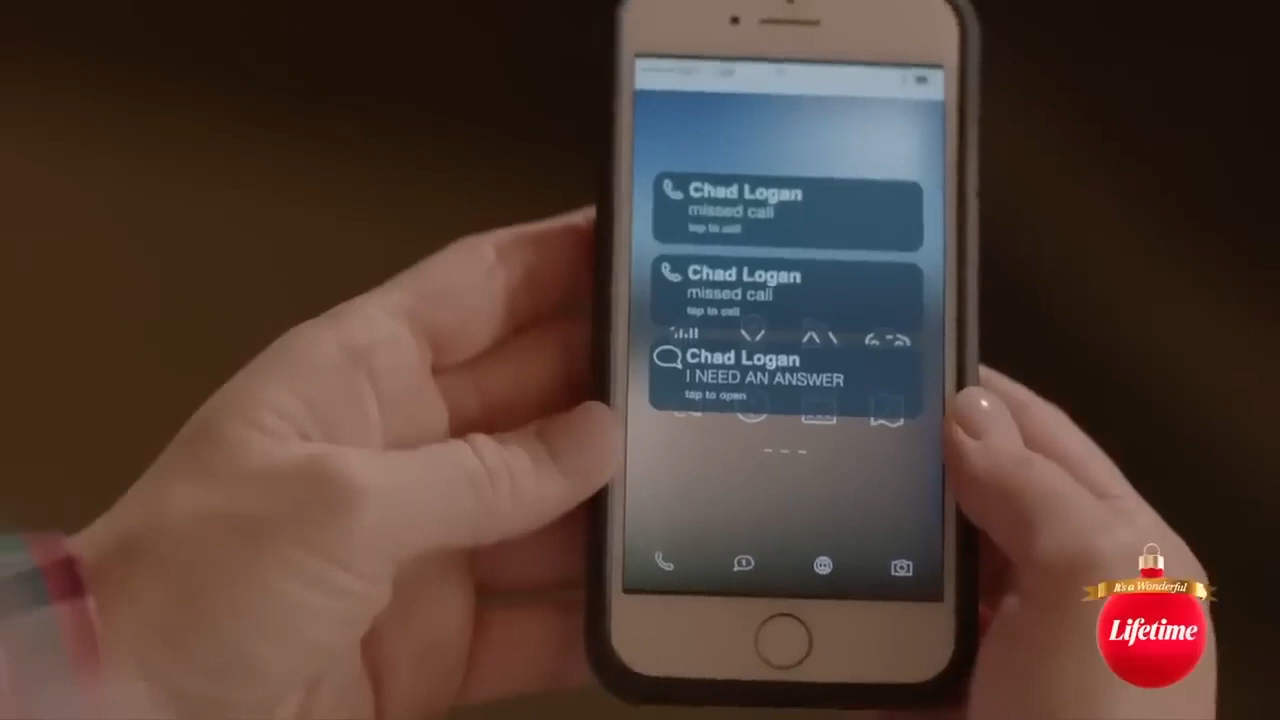 Chad Logan
missed call
tap to call
Chad Logan
missed call
tap to call
Chad Logan
I NEED AN ANSWER
tap to open
It's a Wonderful
Lifetime